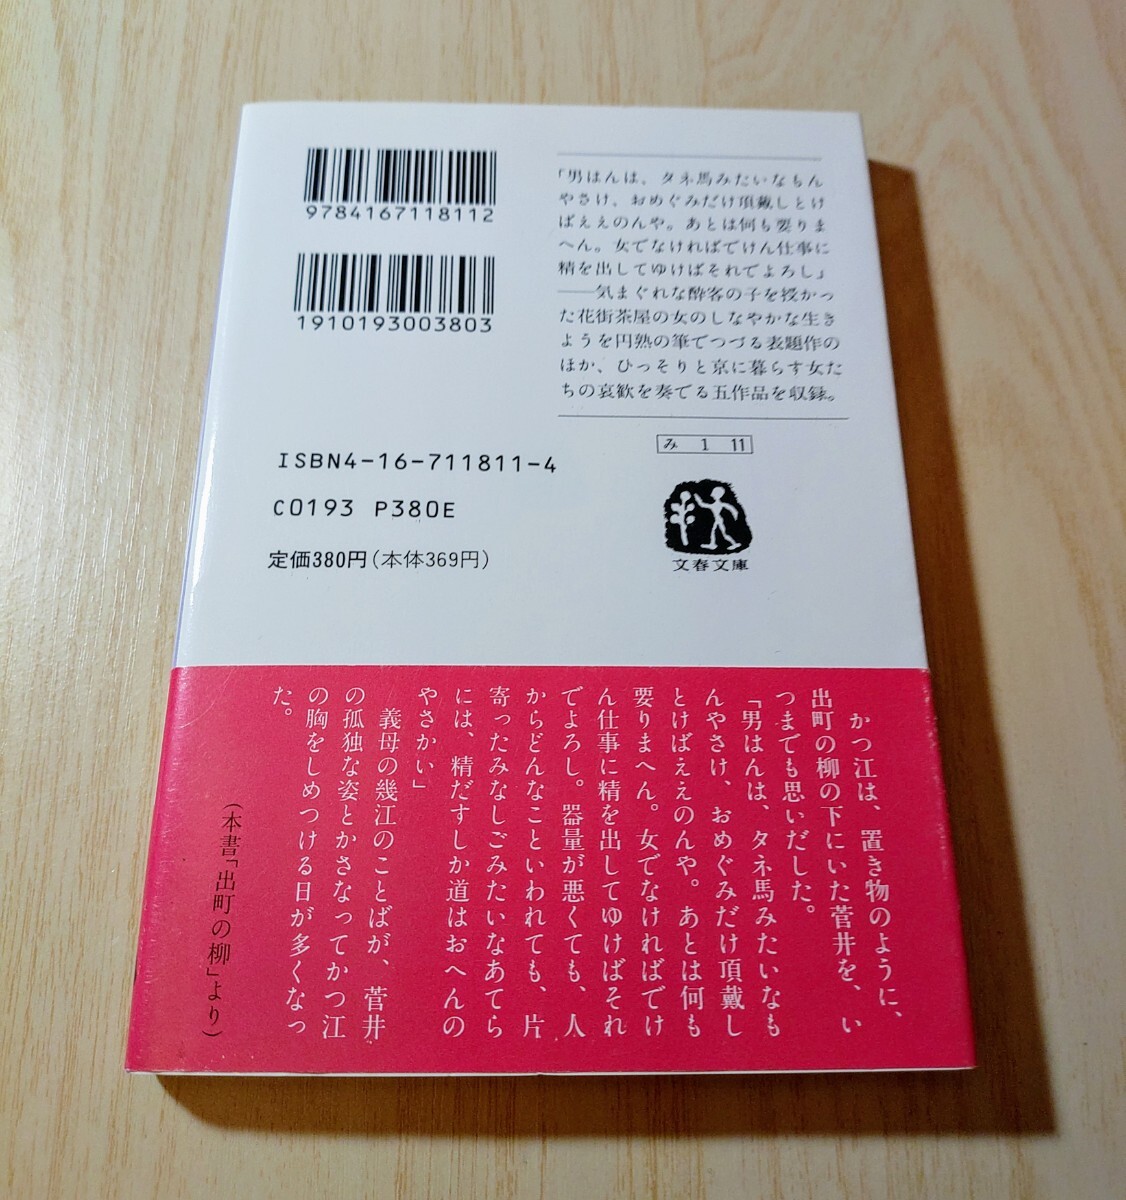 9784167118112
1910193003803
「男はんは、タネ馬みたいなもん
やさけ、おめぐみだけ頂戴しとけ
ばええのんや。あとは何も要りま
へん。女でなければでけん仕事に
精を出してゆけばそれでよろし」
――気まぐれな酔客の子を授かっ
た花街茶屋の女のしなやかな生き
ようを円熟の筆でつづる表題作の
ほか、ひっそりと京に暮らす女た
ちの哀歓を奏でる五作品を収録。
み 1 11
ISBN4-16-711811-4
C0193 P380E
定価380円(本体369円)
文春文庫
かつ江は、置き物のように、
出町の柳の下にいた菅井を、い
つまでも思いだした。
「男はんは、タネ馬みたいなも
んやさけ、おめぐみだけ頂戴し
とけばええのんや。あとは何も
要りまへん。女でなければでけ
ん仕事に精を出してゆけばそれ
でよろし。器量が悪くても、人
からどんなこといわれても、片
寄ったみなしごみたいなあてら
には、精だすしか道はおへんの
やさかい」
義母の幾江のことばが、菅井
の孤独な姿とかさなってかつ江
の胸をしめつける日が多くなっ
た。
(本書「出町の柳」より)